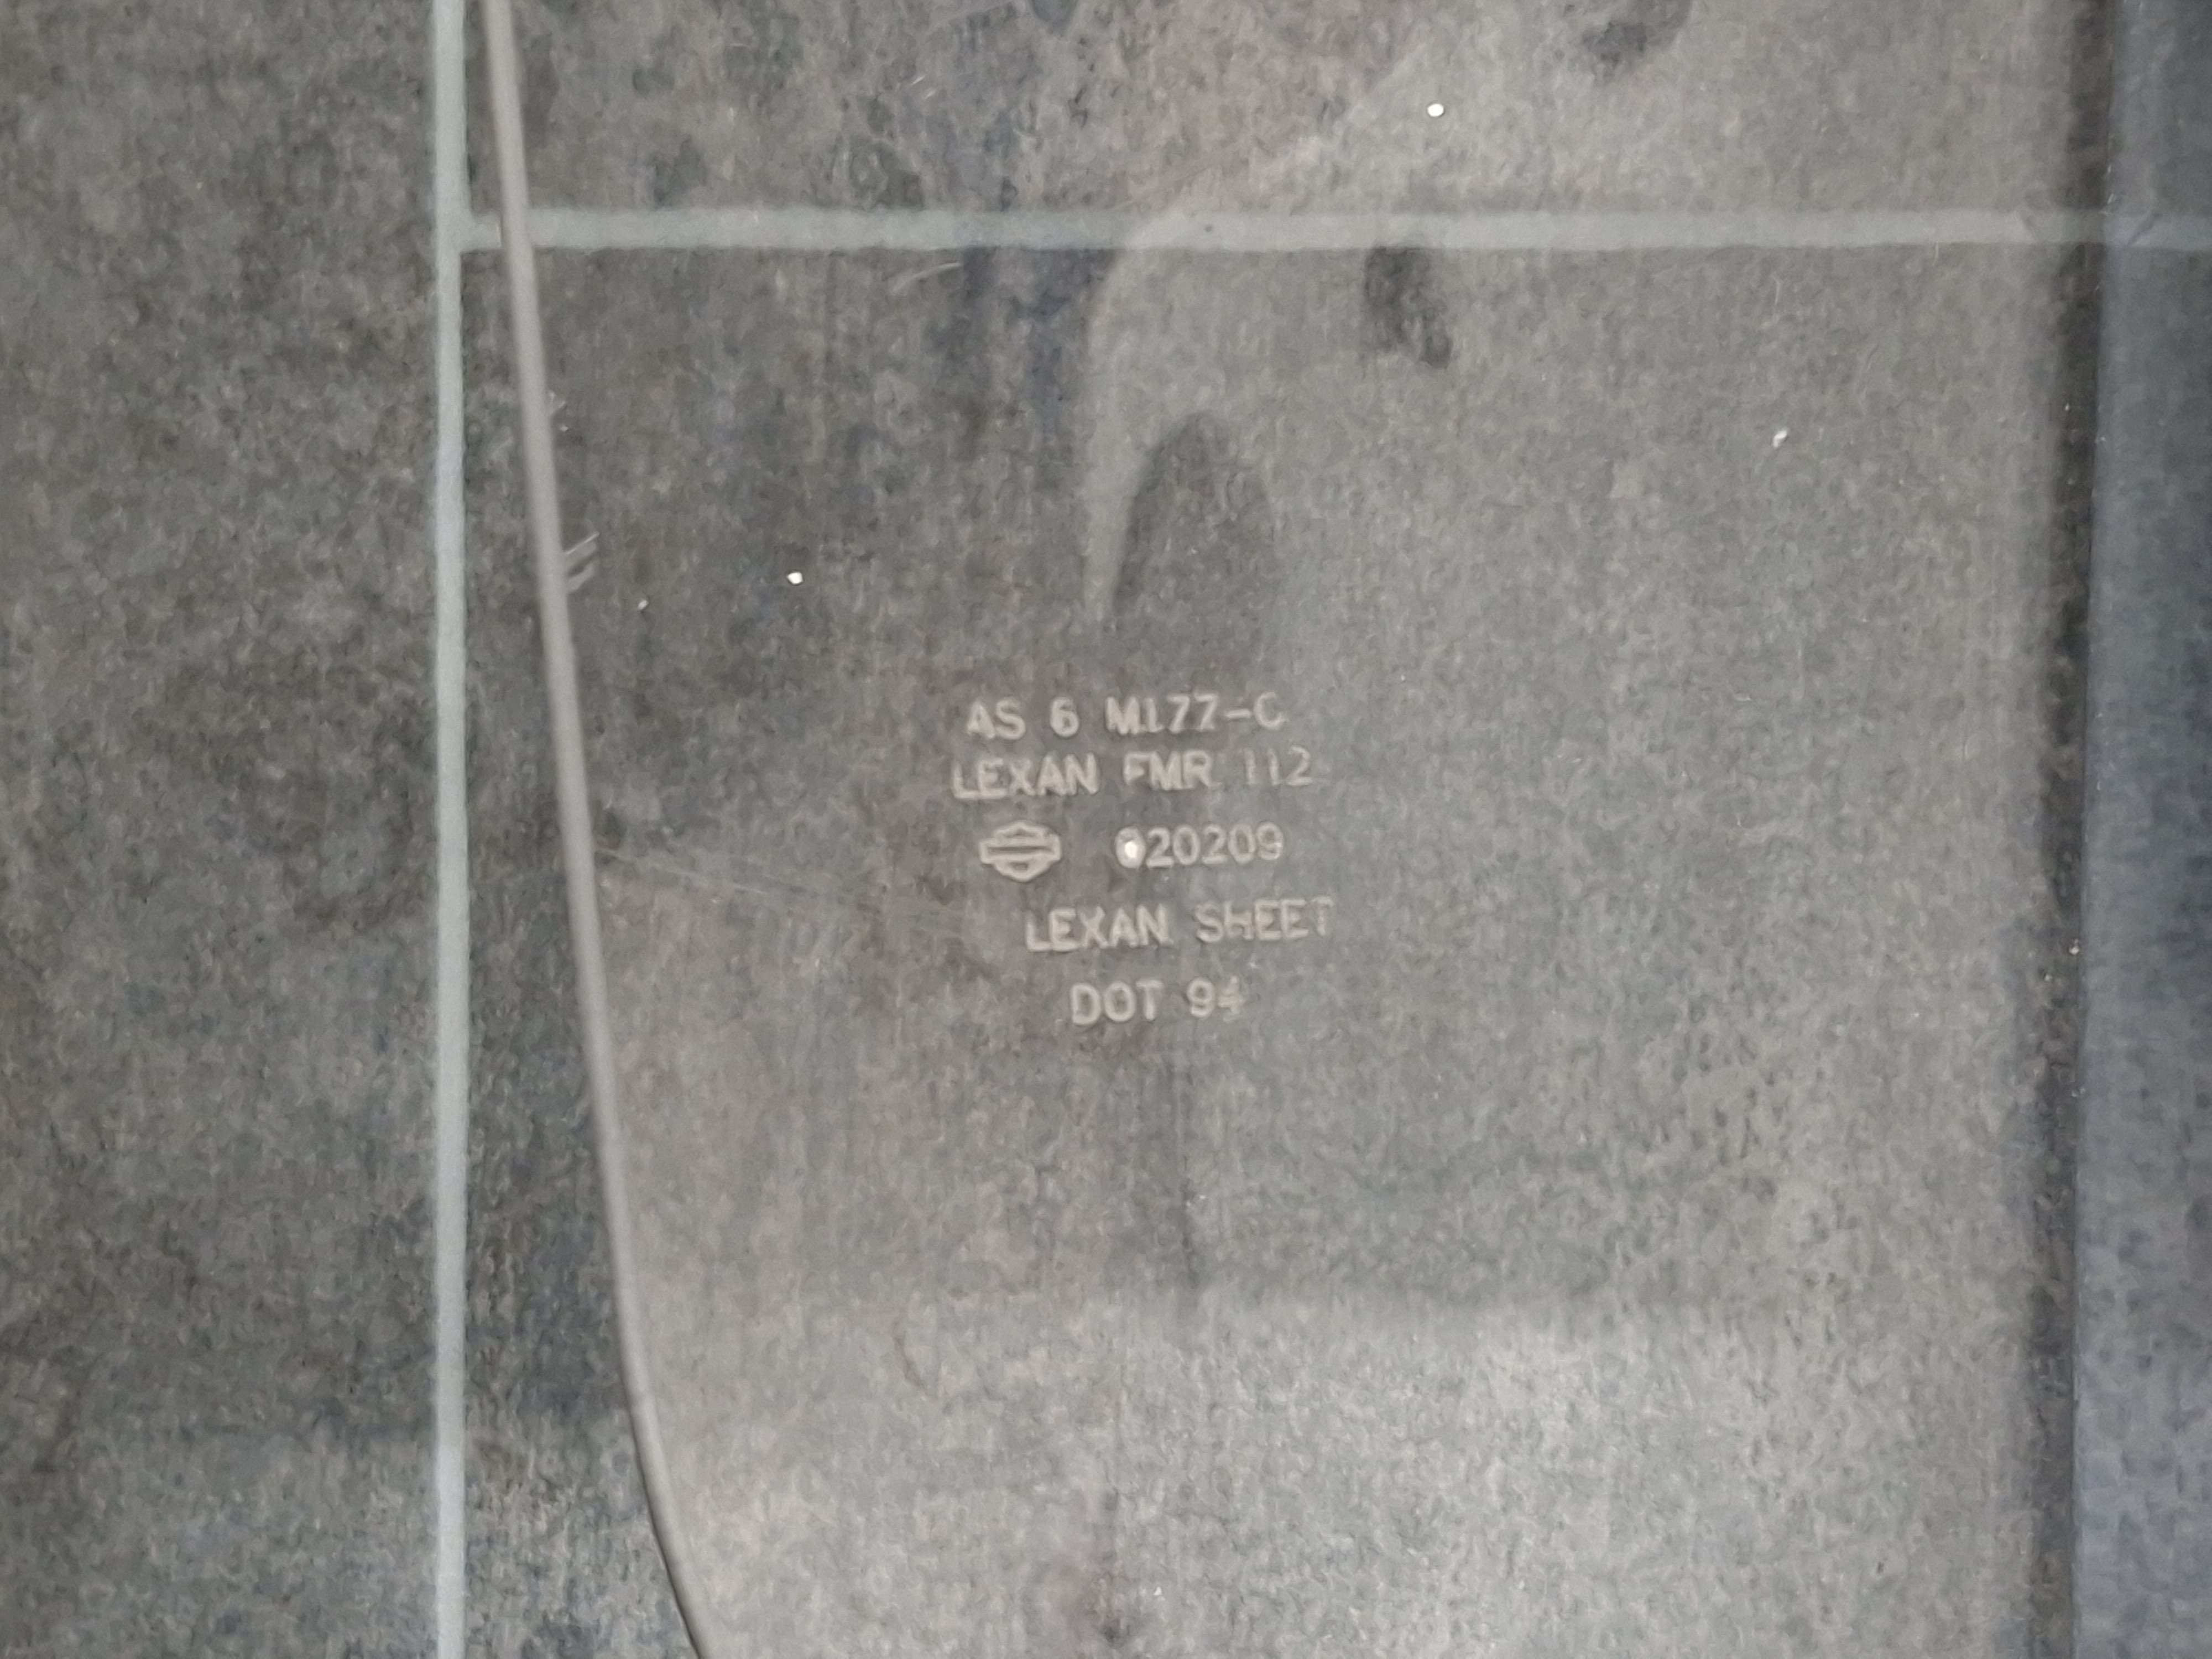 AS 6 M177-C
LEXAN FMR 112
020209
LEXAN SHEET
DOT 94